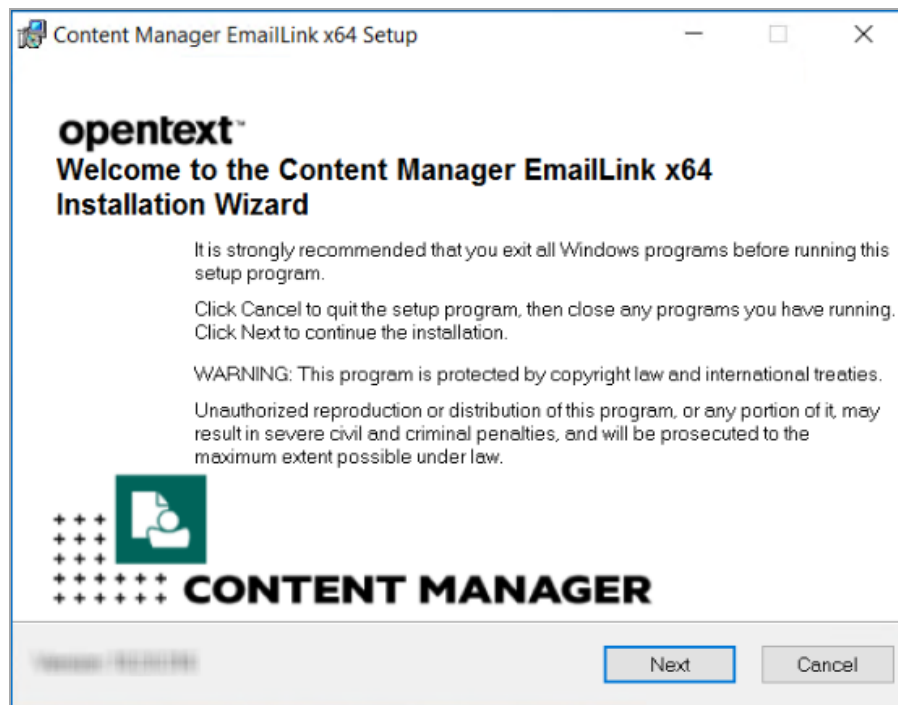 Content Manager EmailLink x64 Setup
opentext™
Welcome to the Content Manager EmailLink x64
Installation Wizard
It is strongly recommended that you exit all Windows programs before running this
setup program.
Click Cancel to quit the setup program, then close any programs you have running.
Click Next to continue the installation.
WARNING: This program is protected by copyright law and international treaties.
Unauthorized reproduction or distribution of this program, or any portion of it, may
result in severe civil and criminal penalties, and will be prosecuted to the
maximum extent possible under law.
CONTENT MANAGER
Next
Cancel